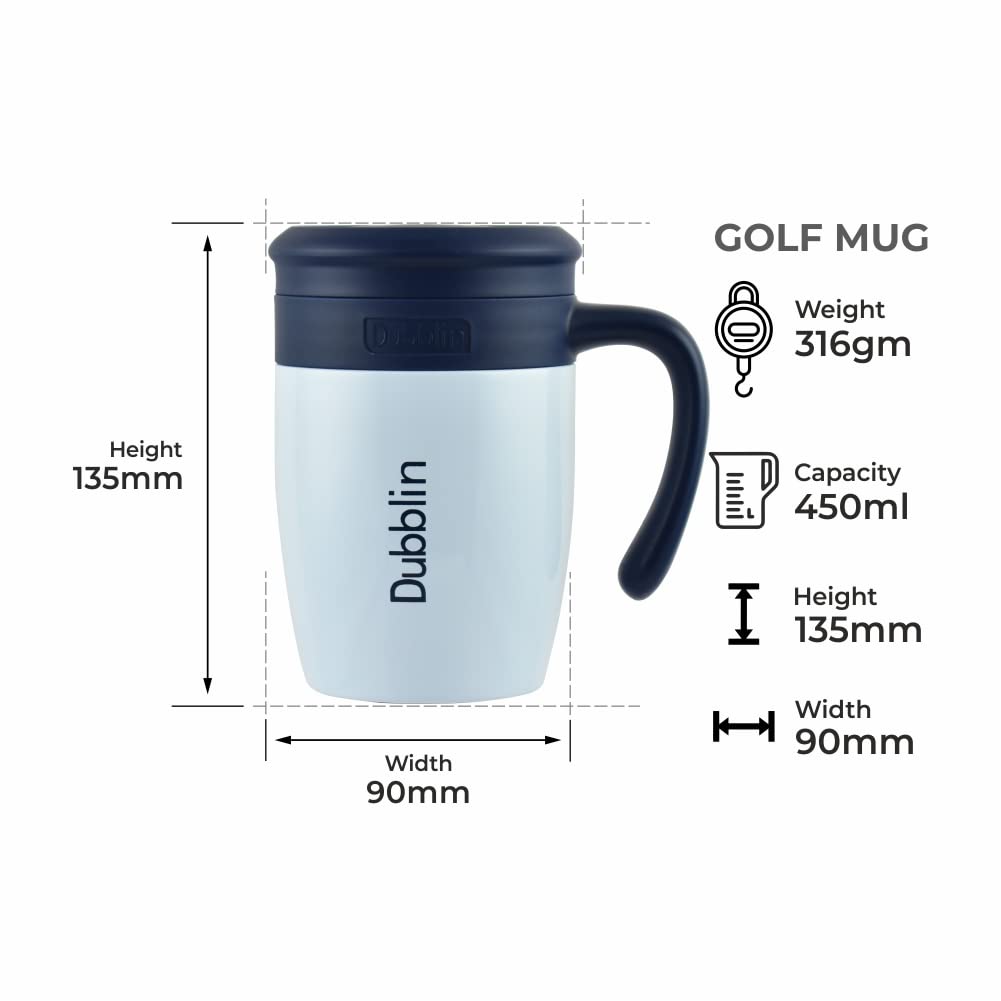 GOLF MUG
Weight
316gm
Capacity
450ml
Height
135mm
Width
90mm
Height
135mm
Width
90mm
Dubblin
Dubblin